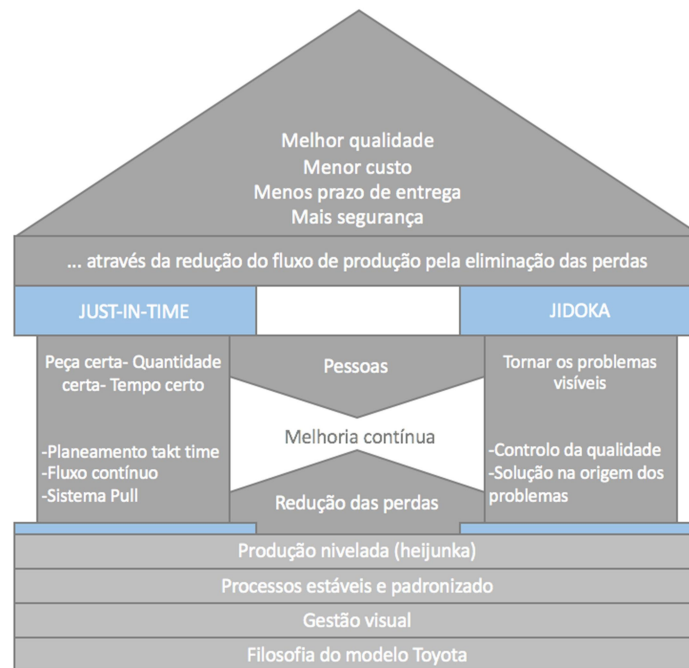 Melhor qualidade
Menor custo
Menos prazo de entrega
Mais segurança
... através da redução do fluxo de produção pela eliminação das perdas
JUST-IN-TIME
JIDOKA
Peça certa- Quantidade
certa- Tempo certo
-Planeamento takt time
-Fluxo contínuo
-Sistema Pull
Pessoas
Melhoria contínua
Redução das perdas
Tornar os problemas
visíveis
-Controlo da qualidade
-Solução na origem dos
problemas
Produção nivelada (heijunka)
Processos estáveis e padronizado
Gestão visual
Filosofia do modelo Toyota